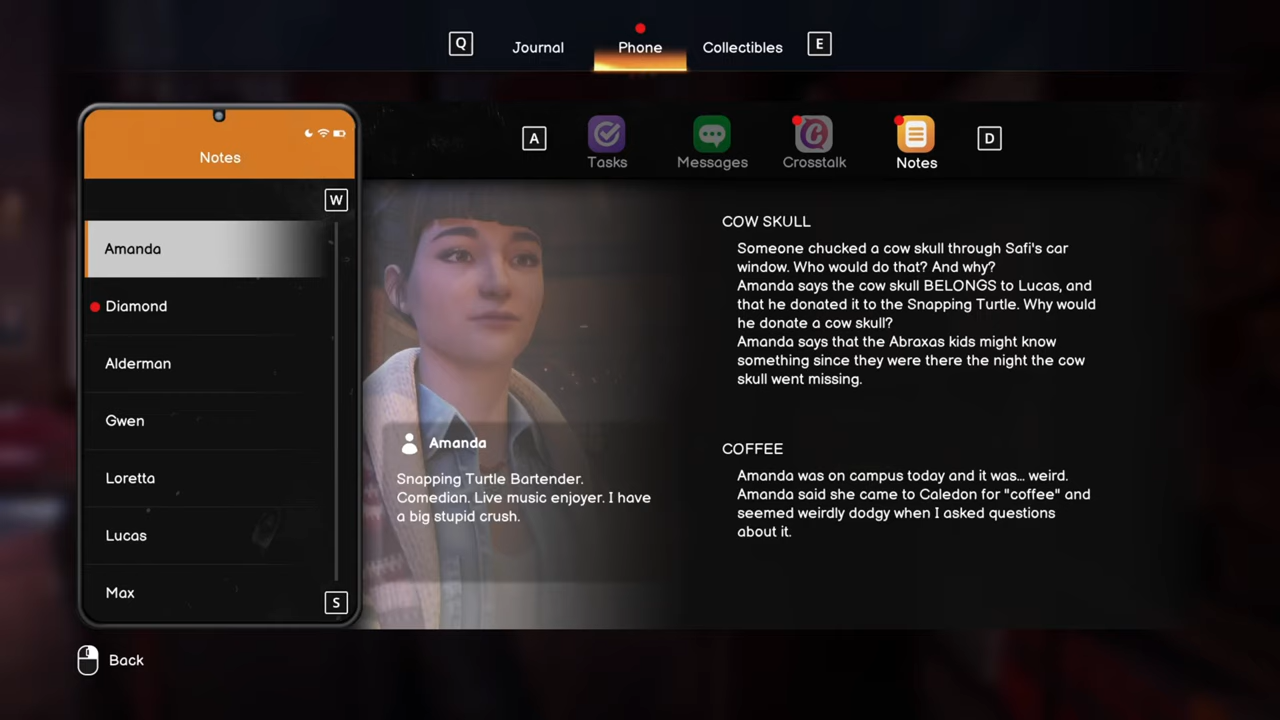 Q
Journal
Phone
Collectibles
E
Notes
A
Tasks
Messages
Crosstalk
Notes
D
W
Amanda
Diamond
Alderman
Gwen
Loretta
Lucas
Max
S
Amanda
Snapping Turtle Bartender.
Comedian. Live music enjoyer. I have
a big stupid crush.
COW SKULL
Someone chucked a cow skull through Safi's car
window. Who would do that? And why?
Amanda says the cow skull BELONGS to Lucas, and
that he donated it to the Snapping Turtle. Why would
he donate a cow skull?
Amanda says that the Abraxas kids might know
something since they were there the night the cow
skull went missing.
COFFEE
Amanda was on campus today and it was... weird.
Amanda said she came to Caledon for "coffee" and
seemed weirdly dodgy when I asked questions
about it.
Back